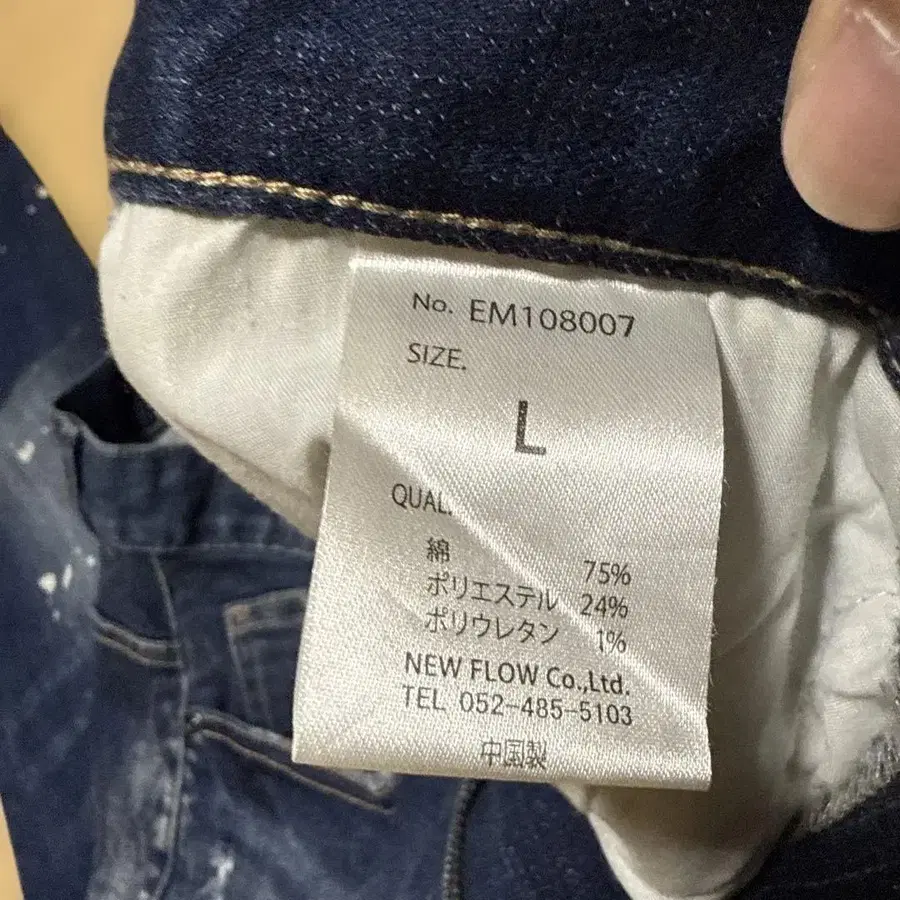 No. EM108007
SIZE.
L
QUAL.
綿 75%
ポリエステル 24%
ポリウレタン 1%
NEW FLOW Co.,Ltd.
TEL 052-485-5103
中国製